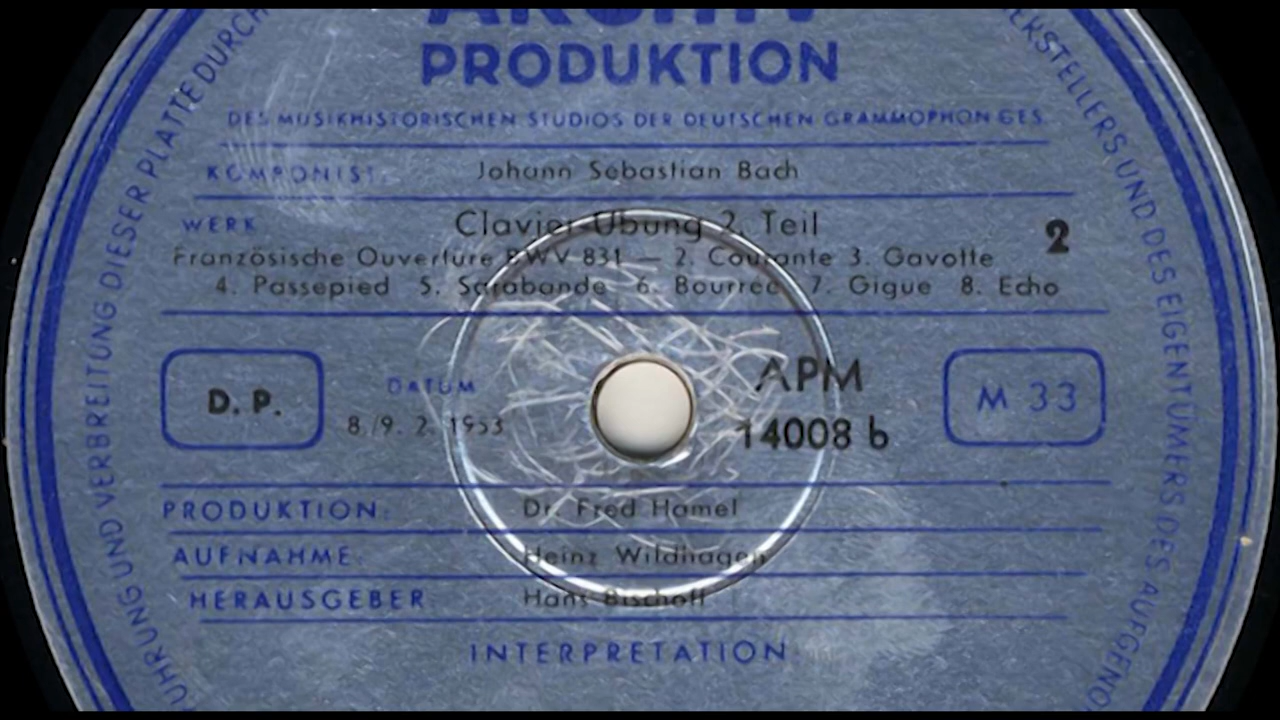 ARCHIV
PRODUKTION
DES MUSIKHISTORISCHEN STUDIOS DER DEUTSCHEN GRAMMOPHON GES.
KOMPONIST: Johann Sebastian Bach
WERK Clavier-Übung 2. Teil
2
Französische Ouverture BWV 831 — 2. Courante 3. Gavotte
4. Passepied 5. Sarabande 6. Bourrée 7. Gigue 8. Echo
D. P.
DATUM
8./9. 2. 1953
APM
14008 b
M 33
PRODUKTION: Dr. Fred Hamel
AUFNAHME: Heinz Wildhagen
HERAUSGEBER Hans Bischoff
INTERPRETATION
UND VERBREITUNG DIESER PLATTE DURCH
UND DES EIGENTÜMERS DES